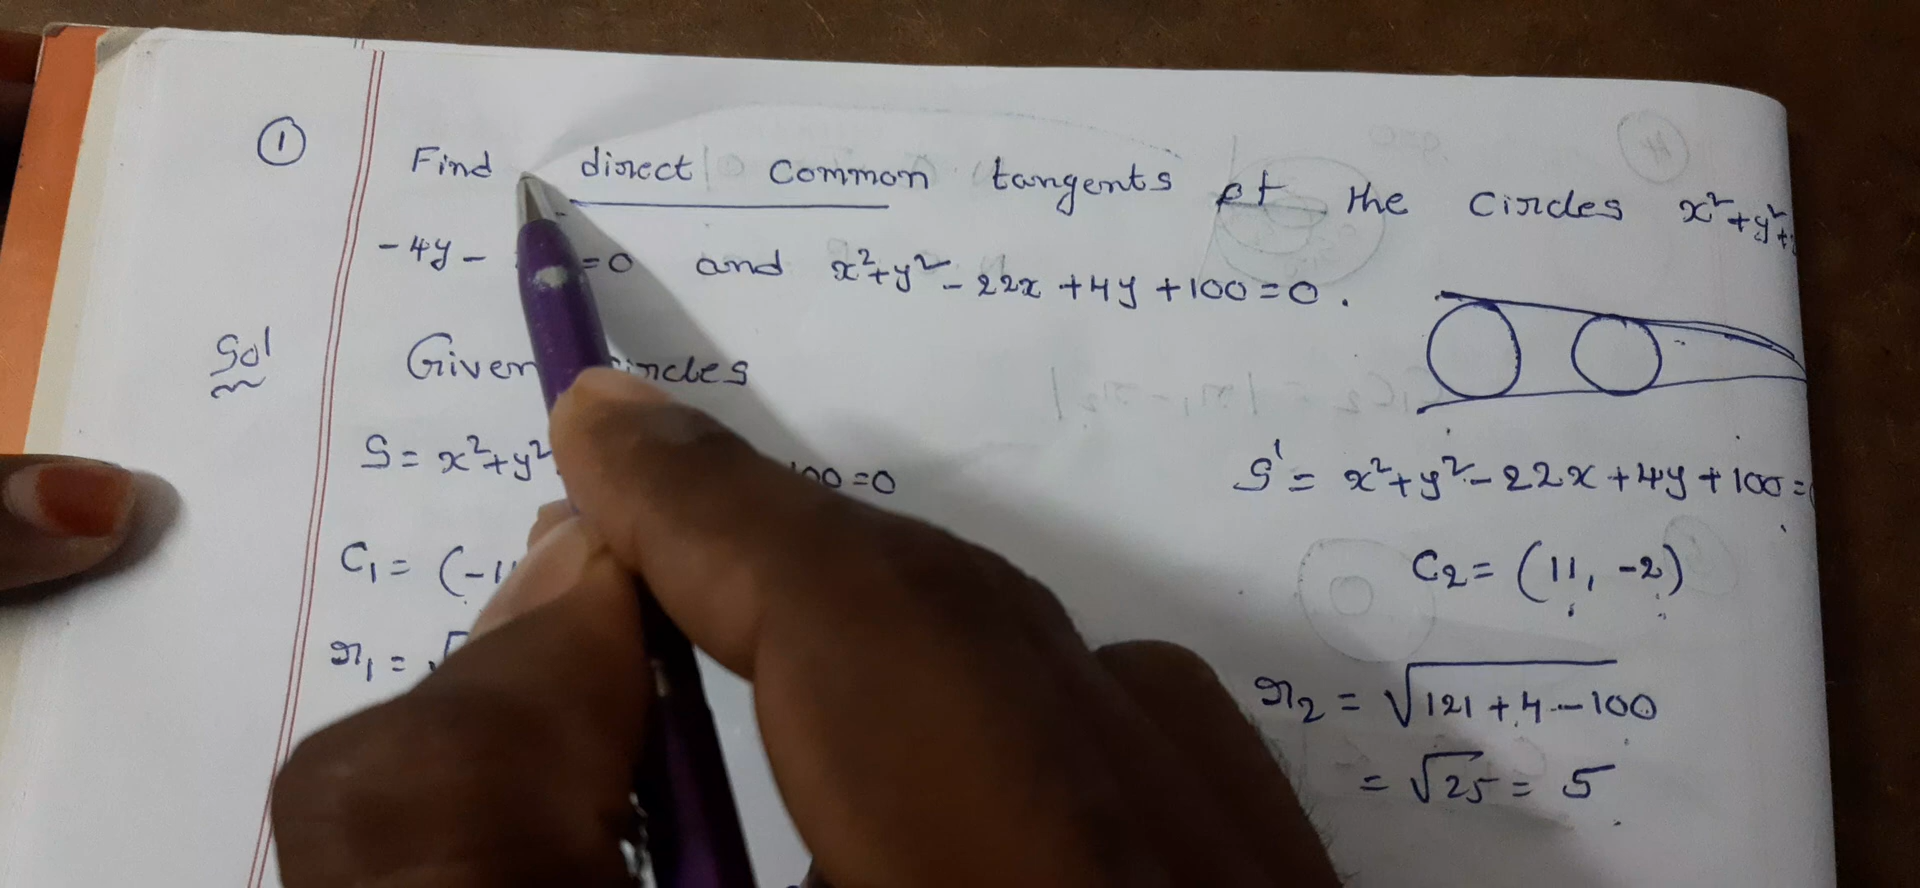 ① Find direct common tangents of the circles x²+y²+
-4y- =0 and x²+y²-22x+4y+100=0.
Sol Given circles
S= x²+y² 100=0 S'= x²+y²-22x+4y+100=
C₁= (-11 C₂= (11, -2)
r₁= √ r₂= √121+4-100
= √25 = 5